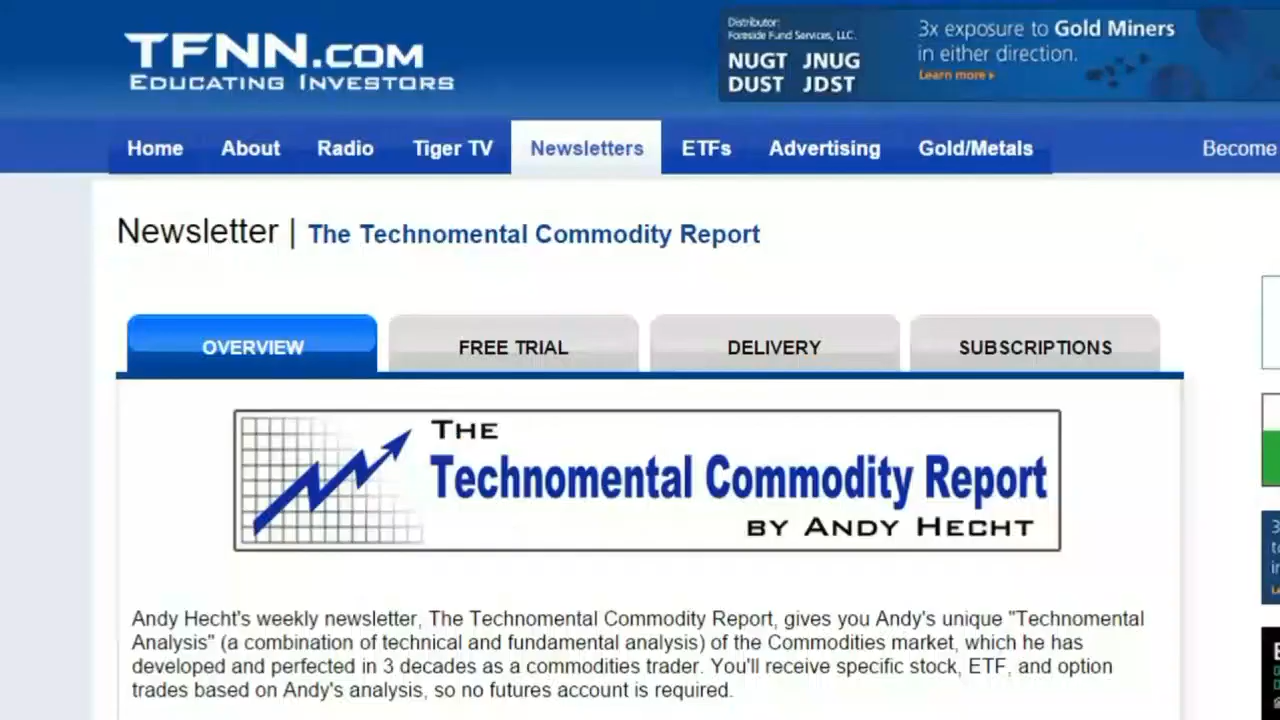 TFNN.COM
EDUCATING INVESTORS
Distributor:
Foreside Fund Services, LLC.
NUGT JNUG
DUST JDST
3x exposure to Gold Miners
in either direction.
Learn more
Home About Radio Tiger TV Newsletters ETFs Advertising Gold/Metals Become
Newsletter | The Technomental Commodity Report
OVERVIEW FREE TRIAL DELIVERY SUBSCRIPTIONS
THE
Technomental Commodity Report
BY ANDY HECHT
Andy Hecht's weekly newsletter, The Technomental Commodity Report, gives you Andy's unique "Technomental
Analysis" (a combination of technical and fundamental analysis) of the Commodities market, which he has
developed and perfected in 3 decades as a commodities trader. You'll receive specific stock, ETF, and option
trades based on Andy's analysis, so no futures account is required.